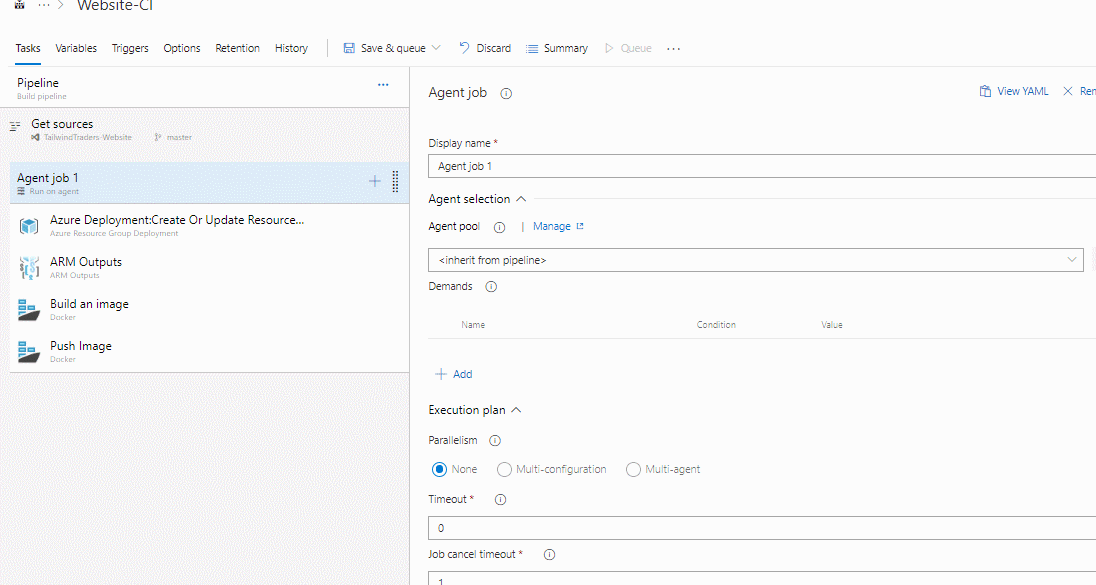 Website-CI
Tasks Variables Triggers Options Retention History Save & queue Discard Summary Queue
Pipeline
Build pipeline
Get sources
TailwindTraders-Website master
Agent job 1
Run on agent
Azure Deployment:Create Or Update Resource...
Azure Resource Group Deployment
ARM Outputs
ARM Outputs
Build an image
Docker
Push Image
Docker
Agent job View YAML
Display name *
Agent job 1
Agent selection
Agent pool | Manage
<inherit from pipeline>
Demands
Name Condition Value
Add
Execution plan
Parallelism
None Multi-configuration Multi-agent
Timeout *
0
Job cancel timeout *
1